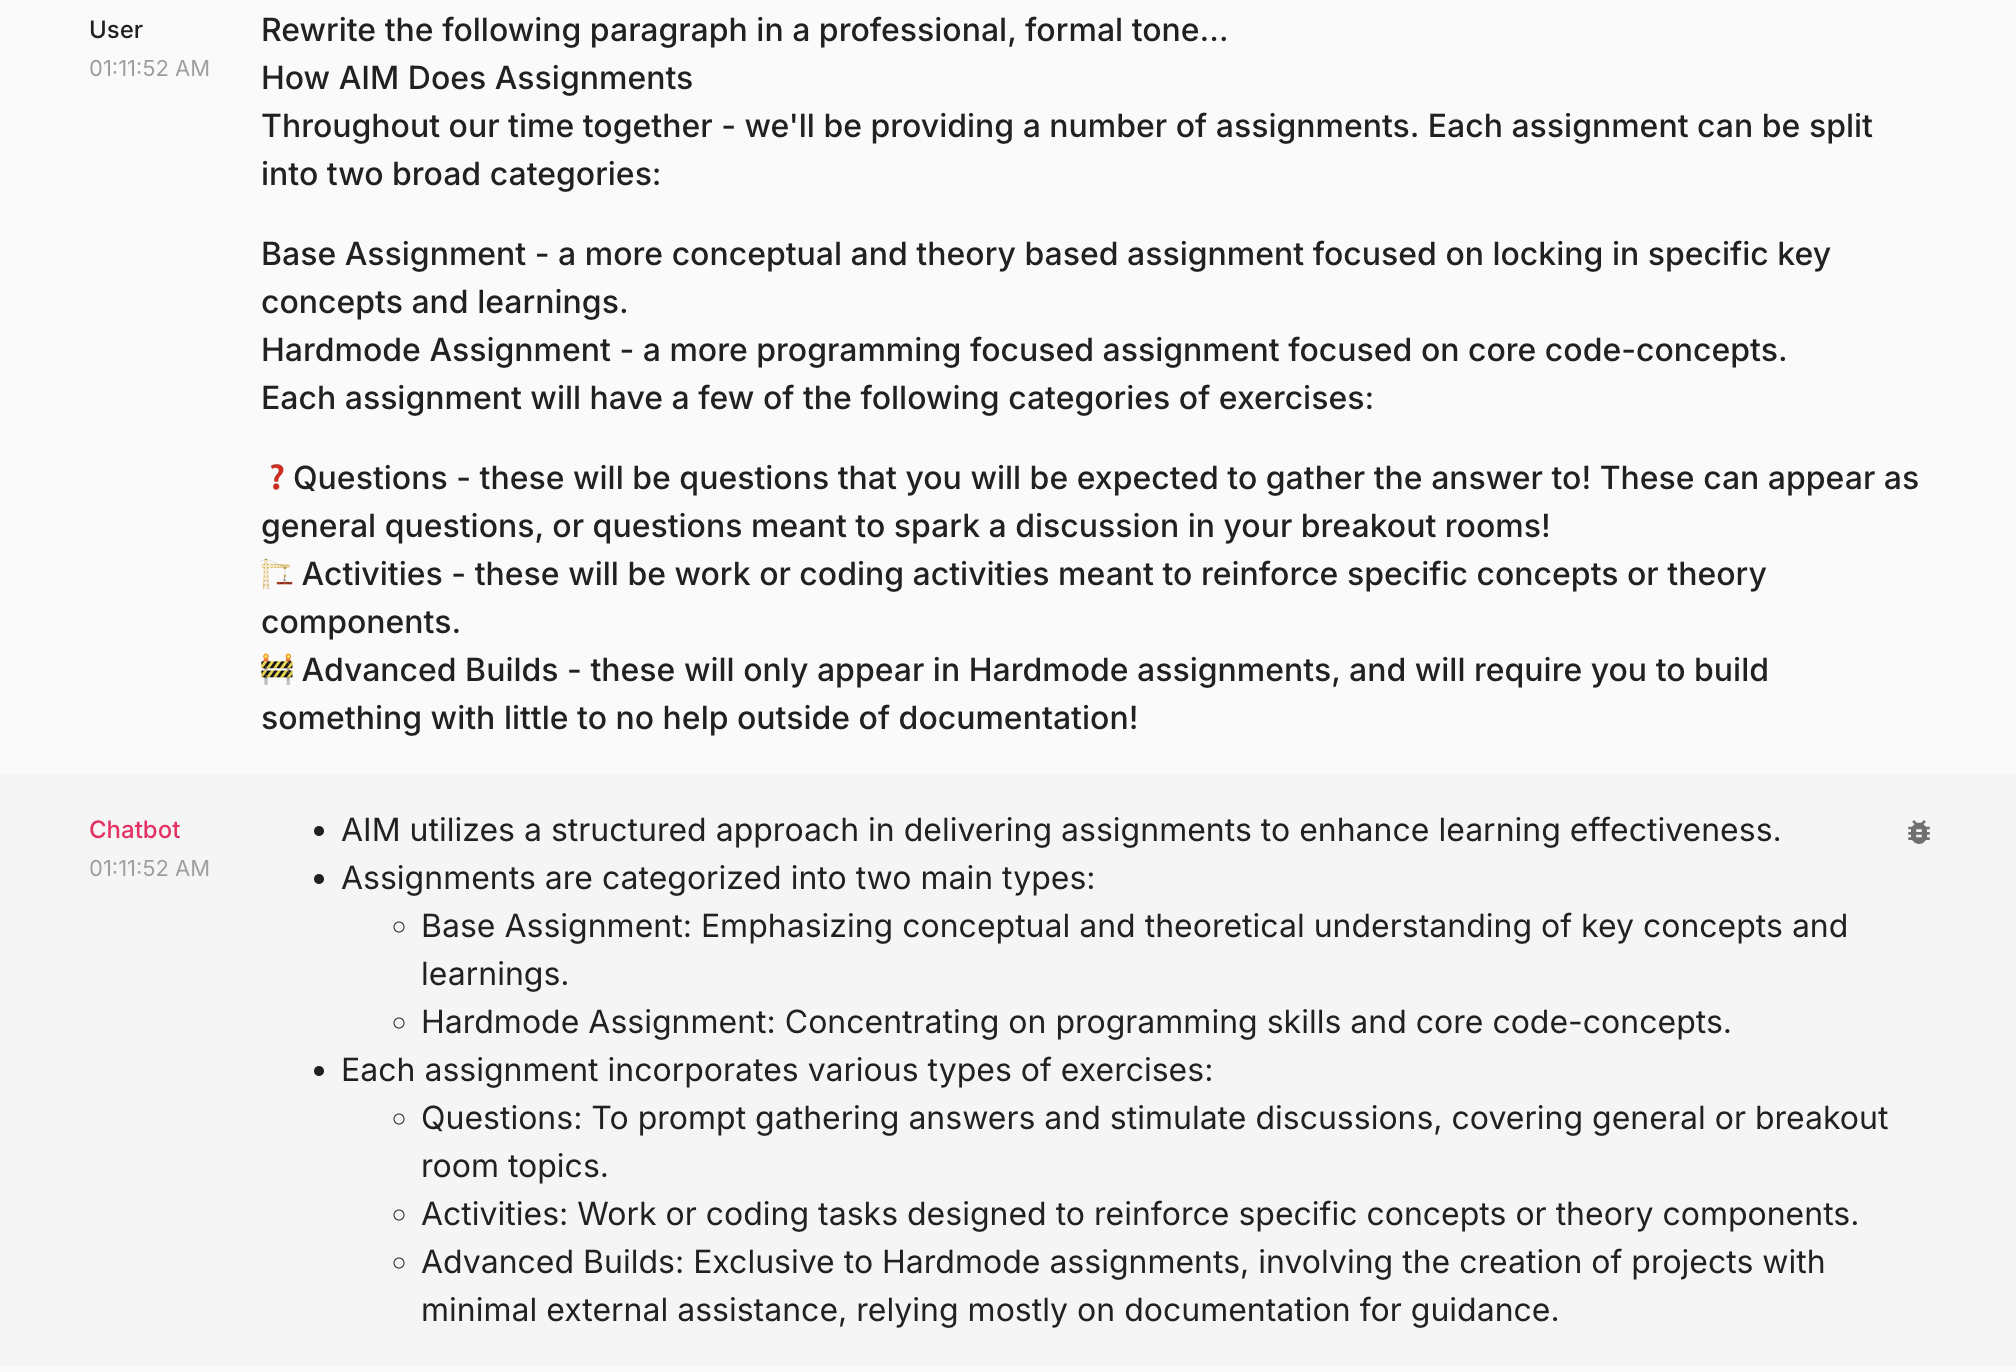 User
01:11:52 AM
Rewrite the following paragraph in a professional, formal tone...
How AIM Does Assignments
Throughout our time together - we'll be providing a number of assignments. Each assignment can be split
into two broad categories:
Base Assignment - a more conceptual and theory based assignment focused on locking in specific key
concepts and learnings.
Hardmode Assignment - a more programming focused assignment focused on core code-concepts.
Each assignment will have a few of the following categories of exercises:
❓Questions - these will be questions that you will be expected to gather the answer to! These can appear as
general questions, or questions meant to spark a discussion in your breakout rooms!
🏗️ Activities - these will be work or coding activities meant to reinforce specific concepts or theory
components.
🚧 Advanced Builds - these will only appear in Hardmode assignments, and will require you to build
something with little to no help outside of documentation!
Chatbot
01:11:52 AM
• AIM utilizes a structured approach in delivering assignments to enhance learning effectiveness.
• Assignments are categorized into two main types:
◦ Base Assignment: Emphasizing conceptual and theoretical understanding of key concepts and
learnings.
◦ Hardmode Assignment: Concentrating on programming skills and core code-concepts.
• Each assignment incorporates various types of exercises:
◦ Questions: To prompt gathering answers and stimulate discussions, covering general or breakout
room topics.
◦ Activities: Work or coding tasks designed to reinforce specific concepts or theory components.
◦ Advanced Builds: Exclusive to Hardmode assignments, involving the creation of projects with
minimal external assistance, relying mostly on documentation for guidance.